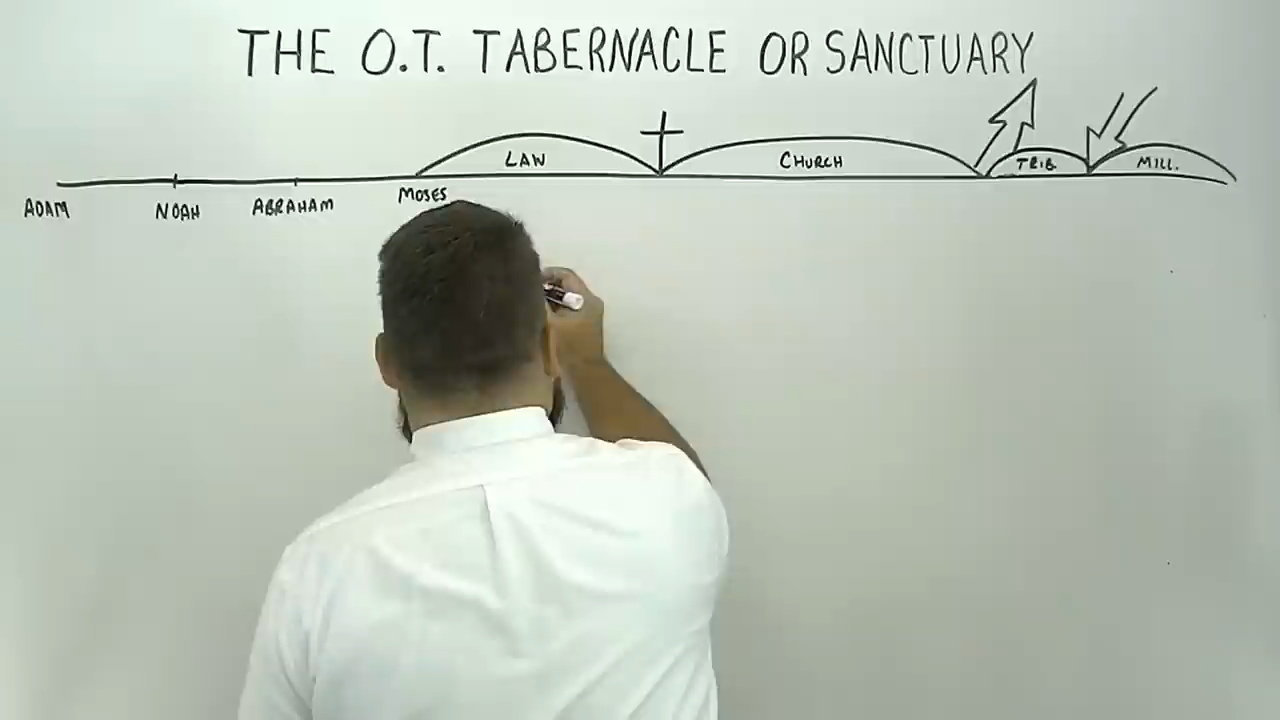 THE O.T. TABERNACLE OR SANCTUARY
LAW CHURCH TRIB MILL.
ADAM NOAH ABRAHAM MOSES